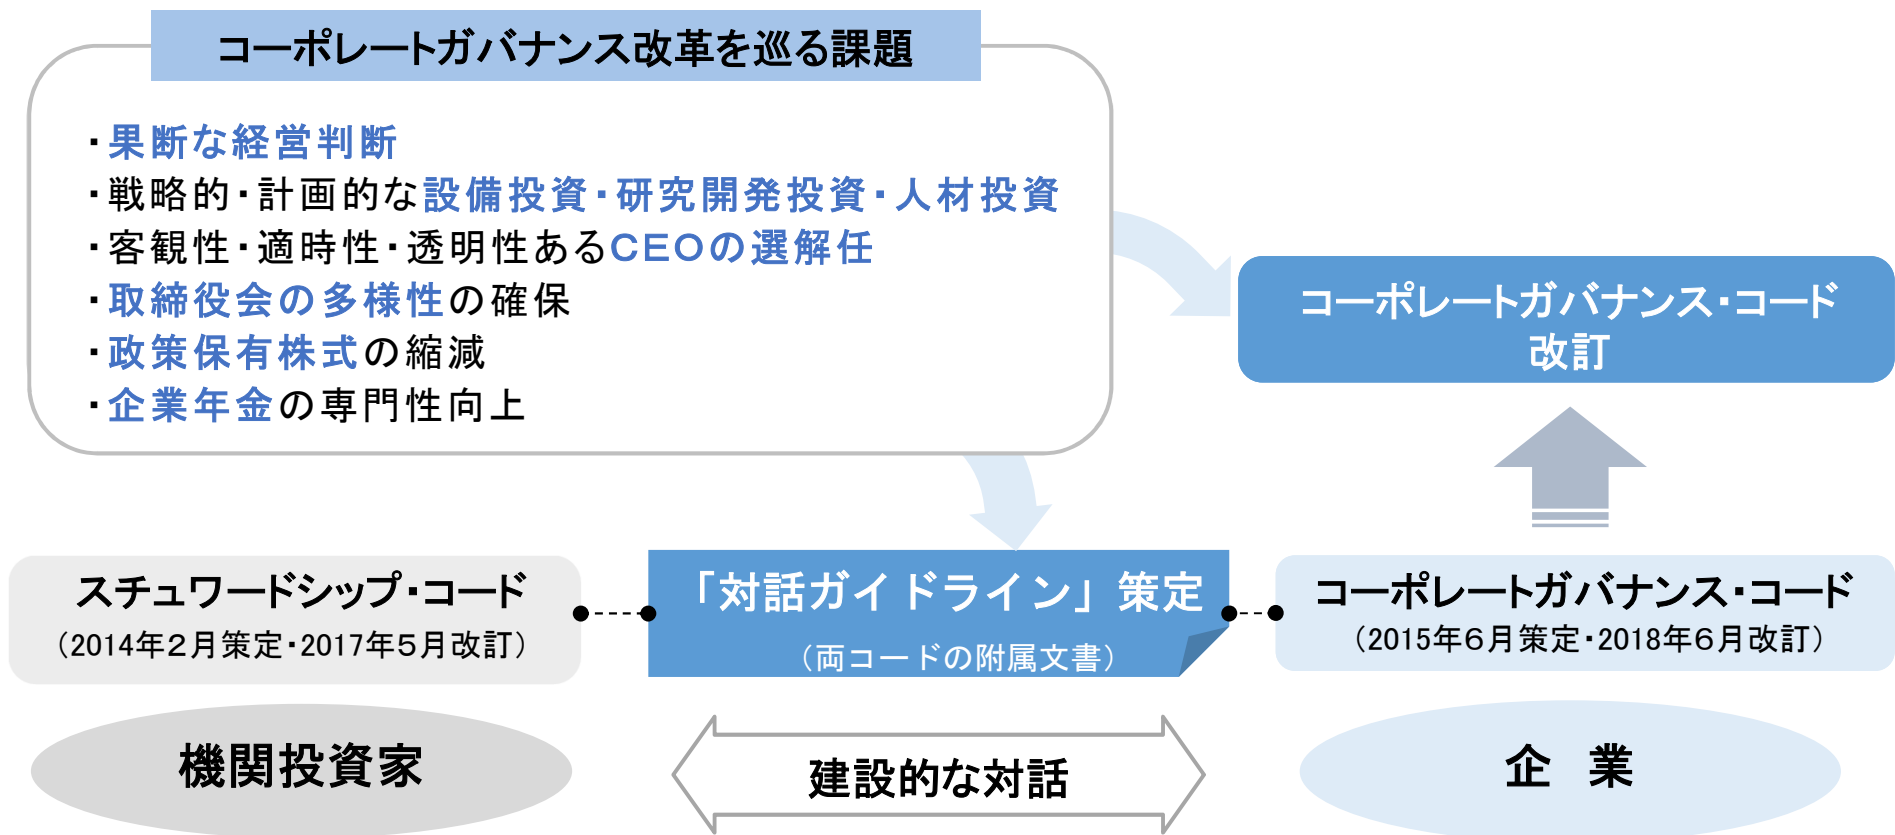 コーポレートガバナンス改革を巡る課題
・果断な経営判断
・戦略的・計画的な設備投資・研究開発投資・人材投資
・客観性・適時性・透明性あるCEOの選解任
・取締役会の多様性の確保
・政策保有株式の縮減
・企業年金の専門性向上
コーポレートガバナンス・コード
改訂
スチュワードシップ・コード
（2014年２月策定・2017年５月改訂）
「対話ガイドライン」策定
（両コードの附属文書）
コーポレートガバナンス・コード
（2015年６月策定・2018年６月改訂）
機関投資家
建設的な対話
企　業